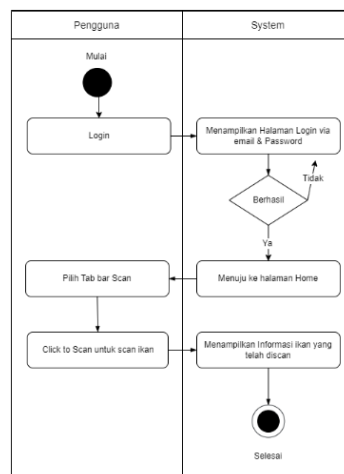 Pengguna
System
Mulai
Login
Menampilkan Halaman Login via
email & Password
Tidak
Berhasil
Ya
Menuju ke halaman Home
Pilih Tab bar Scan
Click to Scan untuk scan ikan
Menampilkan Informasi ikan yang
telah discan
Selesai